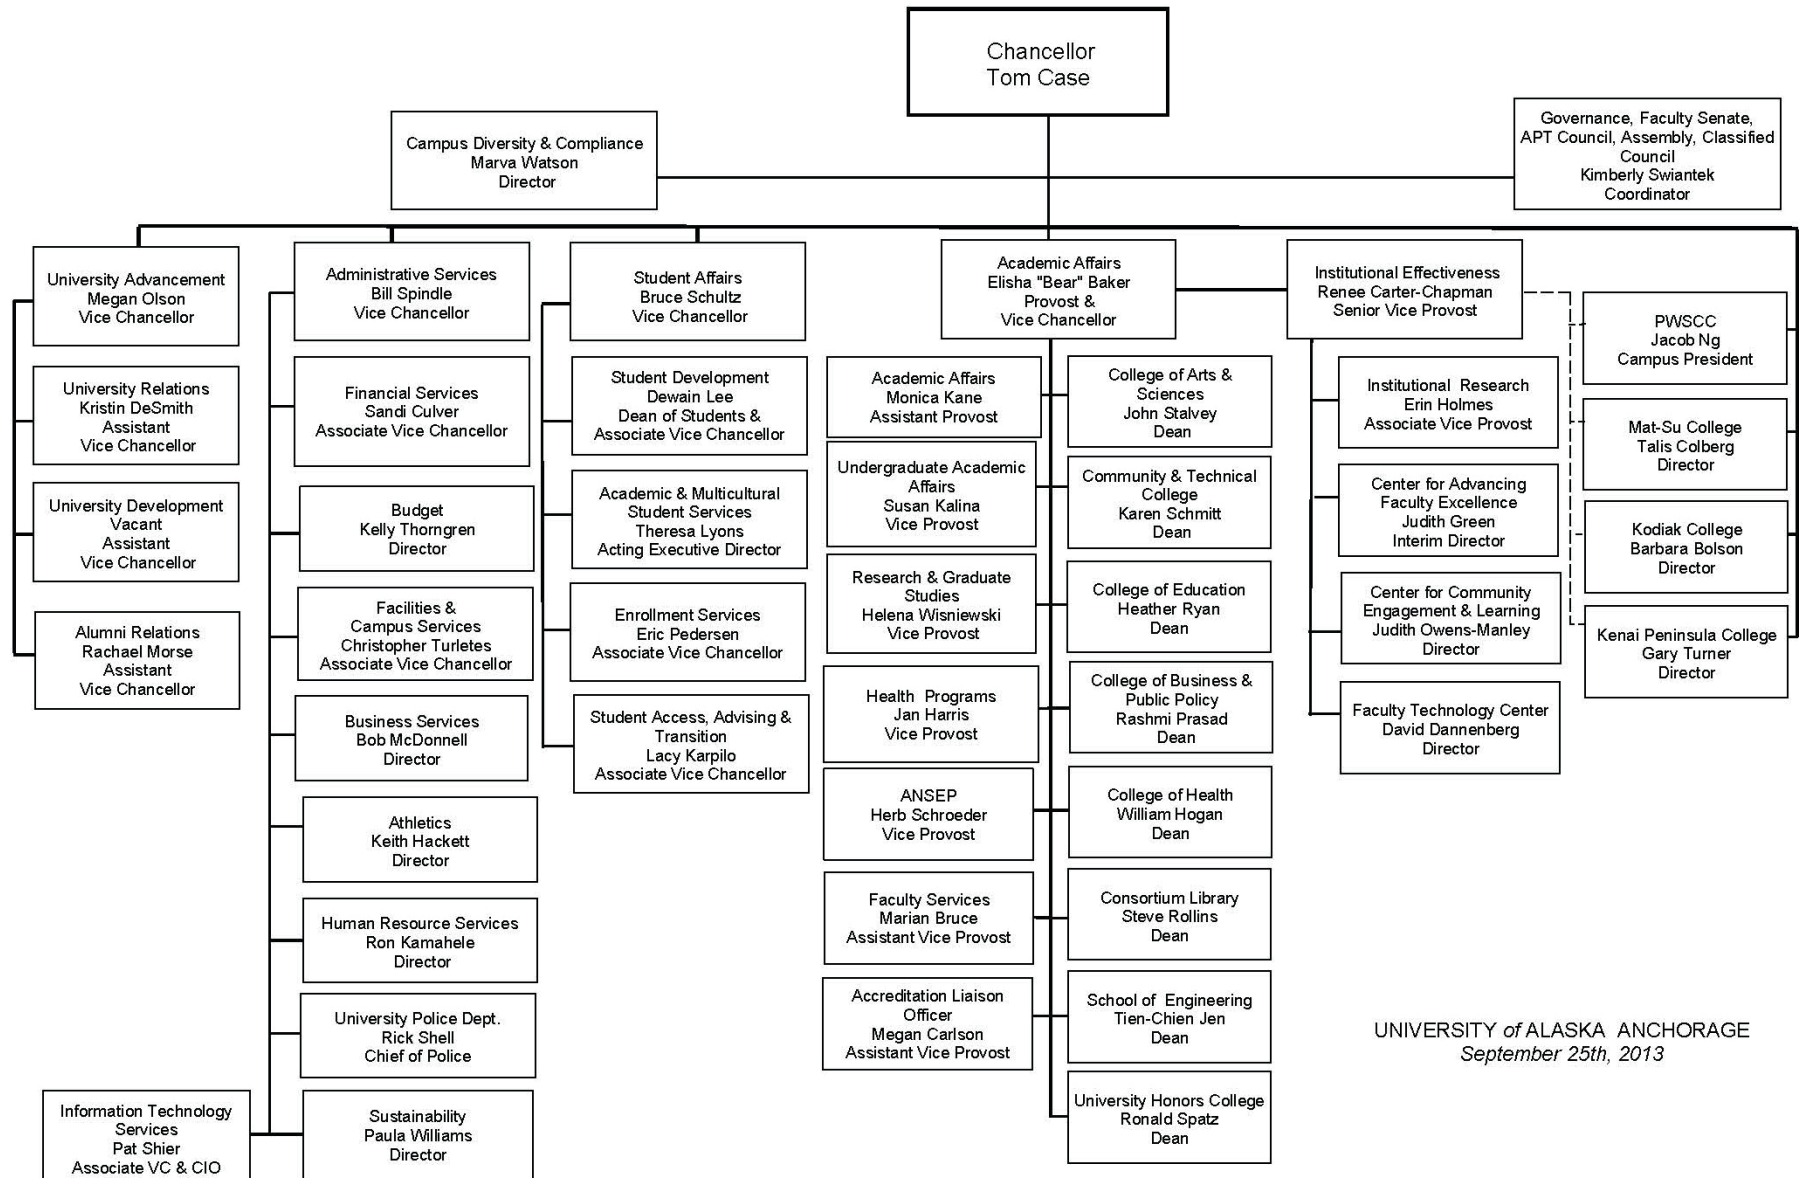 Chancellor
Tom Case
Campus Diversity & Compliance
Marva Watson
Director
Governance, Faculty Senate,
APT Council, Assembly, Classified
Council
Kimberly Swiantek
Coordinator
University Advancement
Megan Olson
Vice Chancellor
University Relations
Kristin DeSmith
Assistant
Vice Chancellor
University Development
Vacant
Assistant
Vice Chancellor
Alumni Relations
Rachael Morse
Assistant
Vice Chancellor
Administrative Services
Bill Spindle
Vice Chancellor
Financial Services
Sandi Culver
Associate Vice Chancellor
Budget
Kelly Thorngren
Director
Facilities &
Campus Services
Christopher Turletes
Associate Vice Chancellor
Business Services
Bob McDonnell
Director
Athletics
Keith Hackett
Director
Human Resource Services
Ron Kamahele
Director
University Police Dept.
Rick Shell
Chief of Police
Information Technology
Services
Pat Shier
Associate VC & CIO
Sustainability
Paula Williams
Director
Student Affairs
Bruce Schultz
Vice Chancellor
Student Development
Dewain Lee
Dean of Students &
Associate Vice Chancellor
Academic & Multicultural
Student Services
Theresa Lyons
Acting Executive Director
Enrollment Services
Eric Pedersen
Associate Vice Chancellor
Student Access, Advising &
Transition
Lacy Karpilo
Associate Vice Chancellor
Academic Affairs
Elisha "Bear" Baker
Provost &
Vice Chancellor
Academic Affairs
Monica Kane
Assistant Provost
Undergraduate Academic
Affairs
Susan Kalina
Vice Provost
Research & Graduate
Studies
Helena Wisniewski
Vice Provost
Health Programs
Jan Harris
Vice Provost
ANSEP
Herb Schroeder
Vice Provost
Faculty Services
Marian Bruce
Assistant Vice Provost
Accreditation Liaison
Officer
Megan Carlson
Assistant Vice Provost
College of Arts &
Sciences
John Stalvey
Dean
Community & Technical
College
Karen Schmitt
Dean
College of Education
Heather Ryan
Dean
College of Business &
Public Policy
Rashmi Prasad
Dean
College of Health
William Hogan
Dean
Consortium Library
Steve Rollins
Dean
School of Engineering
Tien-Chien Jen
Dean
University Honors College
Ronald Spatz
Dean
Institutional Effectiveness
Renee Carter-Chapman
Senior Vice Provost
Institutional Research
Erin Holmes
Associate Vice Provost
Center for Advancing
Faculty Excellence
Judith Green
Interim Director
Center for Community
Engagement & Learning
Judith Owens-Manley
Director
Faculty Technology Center
David Dannenberg
Director
PWSCC
Jacob Ng
Campus President
Mat-Su College
Talis Colberg
Director
Kodiak College
Barbara Bolson
Director
Kenai Peninsula College
Gary Turner
Director
UNIVERSITY of ALASKA ANCHORAGE
September 25th, 2013